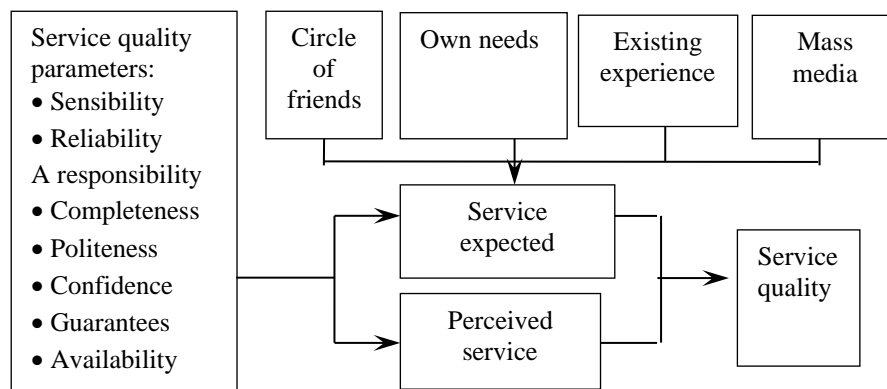 Service quality
parameters:
• Sensibility
• Reliability
A responsibility
• Completeness
• Politeness
• Confidence
• Guarantees
• Availability
Circle
of
friends
Own needs
Existing
experience
Mass
media
Service
expected
Perceived
service
Service
quality